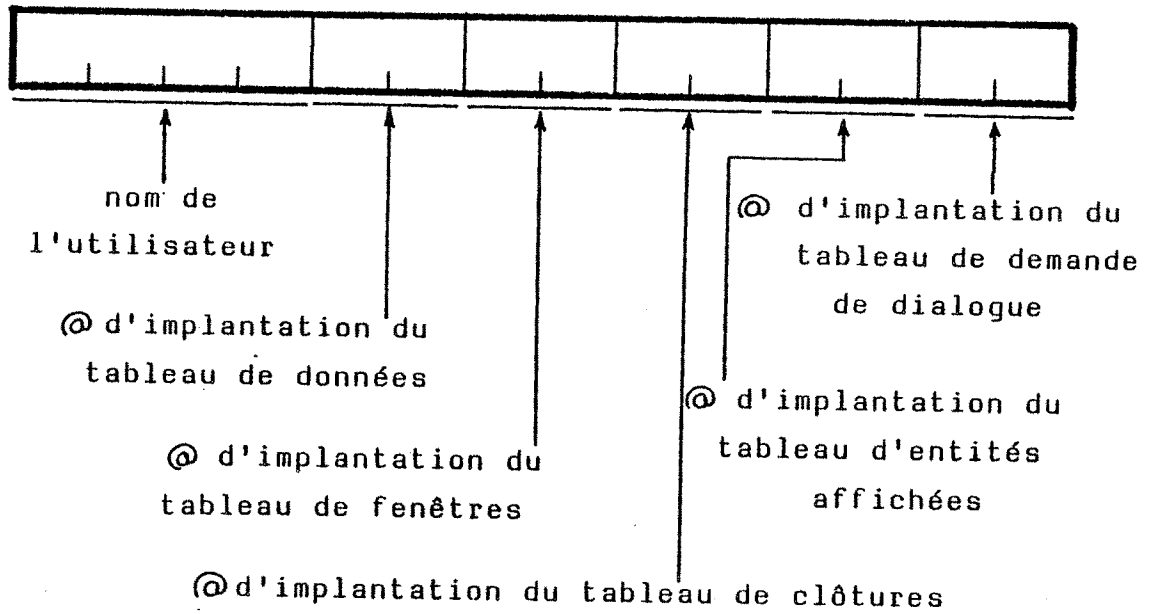 nom de
l'utilisateur
@ d'implantation du
tableau de demande
de dialogue
@ d'implantation du
tableau de données
@ d'implantation du
tableau d'entités
affichées
@ d'implantation du
tableau de fenêtres
@ d'implantation du tableau de clôtures